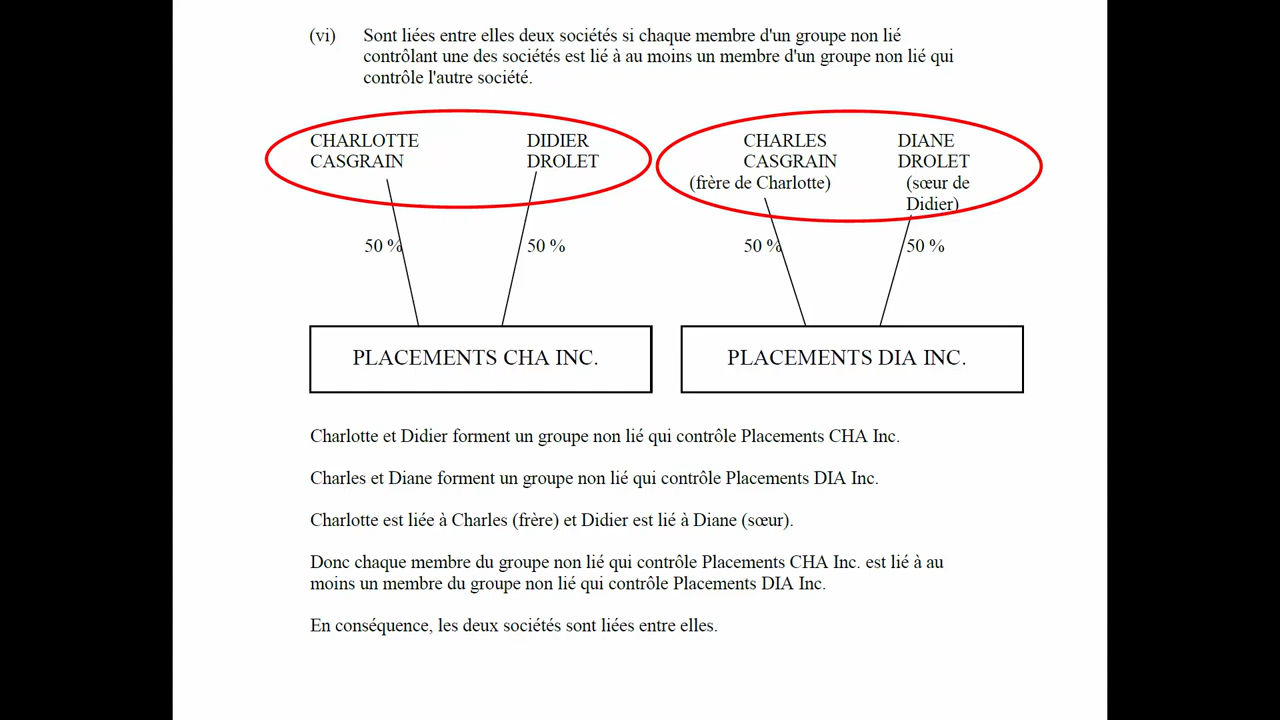 (vi) Sont liées entre elles deux sociétés si chaque membre d'un groupe non lié
contrôlant une des sociétés est lié à au moins un membre d'un groupe non lié qui
contrôle l'autre société.
CHARLOTTE DIDIER CHARLES DIANE
CASGRAIN DROLET CASGRAIN DROLET
(frère de Charlotte) (sœur de
Didier)
50 % 50 % 50 % 50 %
PLACEMENTS CHA INC. PLACEMENTS DIA INC.
Charlotte et Didier forment un groupe non lié qui contrôle Placements CHA Inc.
Charles et Diane forment un groupe non lié qui contrôle Placements DIA Inc.
Charlotte est liée à Charles (frère) et Didier est lié à Diane (sœur).
Donc chaque membre du groupe non lié qui contrôle Placements CHA Inc. est lié à au
moins un membre du groupe non lié qui contrôle Placements DIA Inc.
En conséquence, les deux sociétés sont liées entre elles.